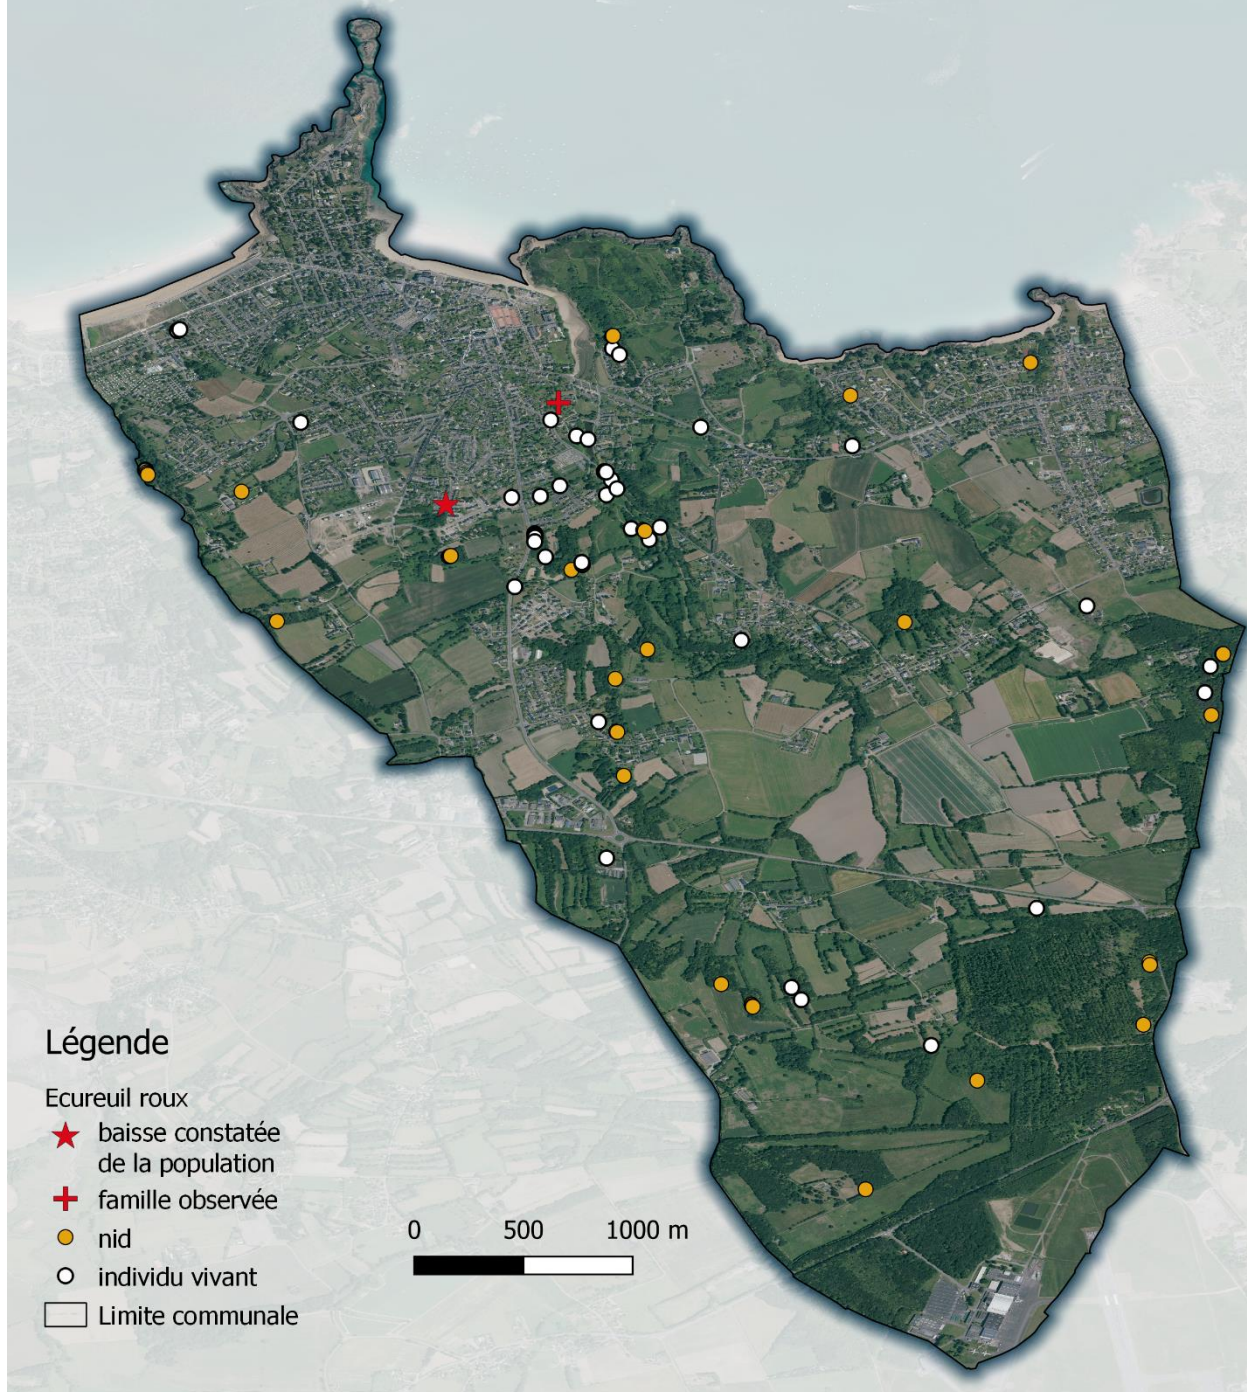 Légende
Ecureuil roux
baisse constatée
de la population
famille observée
nid
individu vivant
Limite communale
0 500 1000 m